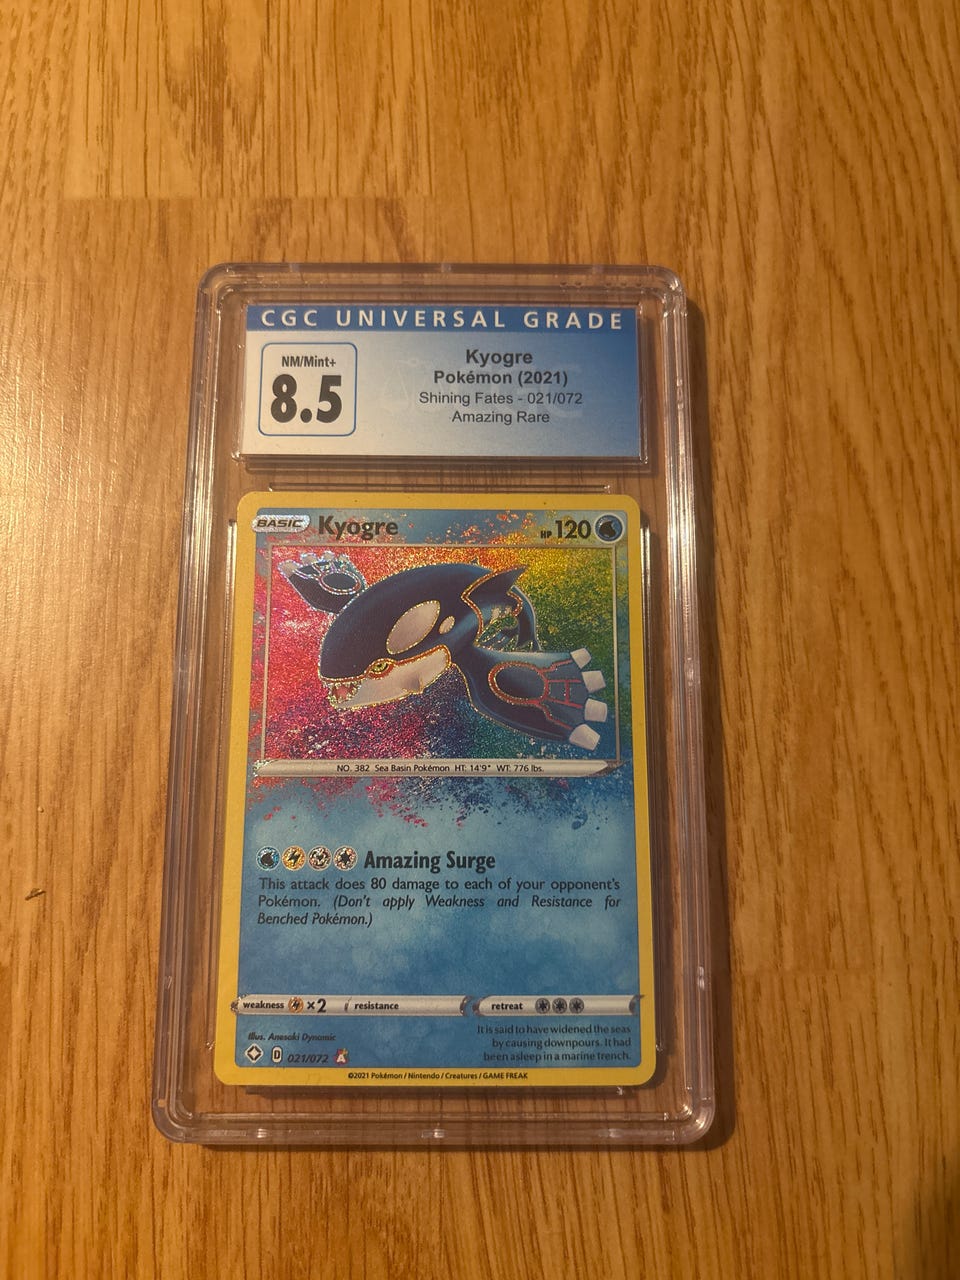 CGC UNIVERSAL GRADE
NM/Mint+
8.5
Kyogre
Pokémon (2021)
Shining Fates - 021/072
Amazing Rare
BASIC Kyogre HP 120
NO. 382 Sea Basin Pokémon HT: 14'9" WT: 776 lbs.
Amazing Surge
This attack does 80 damage to each of your opponent's
Pokémon. (Don't apply Weakness and Resistance for
Benched Pokémon.)
weakness ×2 resistance retreat
Illus. Anesaki Dynamic
D 021/072 A
It is said to have widened the seas
by causing downpours. It had
been asleep in a marine trench.
©2021 Pokémon / Nintendo / Creatures / GAME FREAK